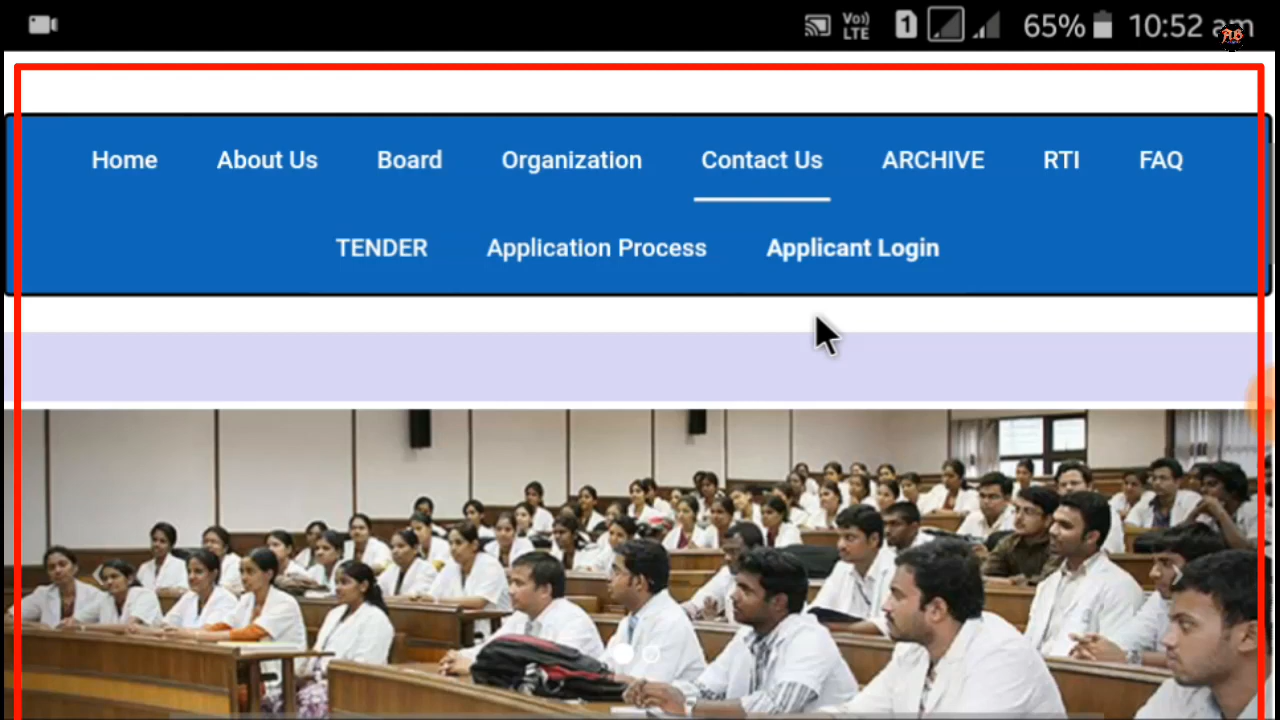 Vo))
LTE
1
65%
10:52 am
AS
Home About Us Board Organization Contact Us ARCHIVE RTI FAQ
TENDER Application Process Applicant Login